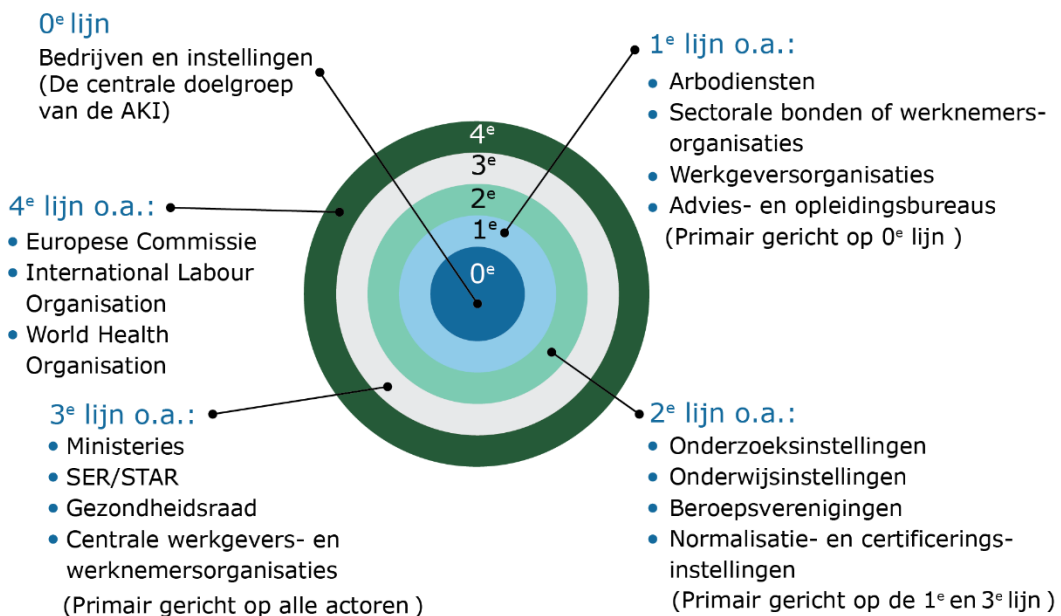 0ᵉ lijn
Bedrijven en instellingen
(De centrale doelgroep
van de AKI)
1ᵉ lijn o.a.:
• Arbodiensten
• Sectorale bonden of werknemers-
organisaties
• Werkgeversorganisaties
• Advies- en opleidingsbureaus
(Primair gericht op 0ᵉ lijn )
4ᵉ
3ᵉ
2ᵉ
1ᵉ
0ᵉ
4ᵉ lijn o.a.:
• Europese Commissie
• International Labour
Organisation
• World Health
Organisation
3ᵉ lijn o.a.:
• Ministeries
• SER/STAR
• Gezondheidsraad
• Centrale werkgevers- en
werknemersorganisaties
(Primair gericht op alle actoren )
2ᵉ lijn o.a.:
• Onderzoeksinstellingen
• Onderwijsinstellingen
• Beroepsverenigingen
• Normalisatie- en certificerings-
instellingen
(Primair gericht op de 1ᵉ en 3ᵉ lijn )